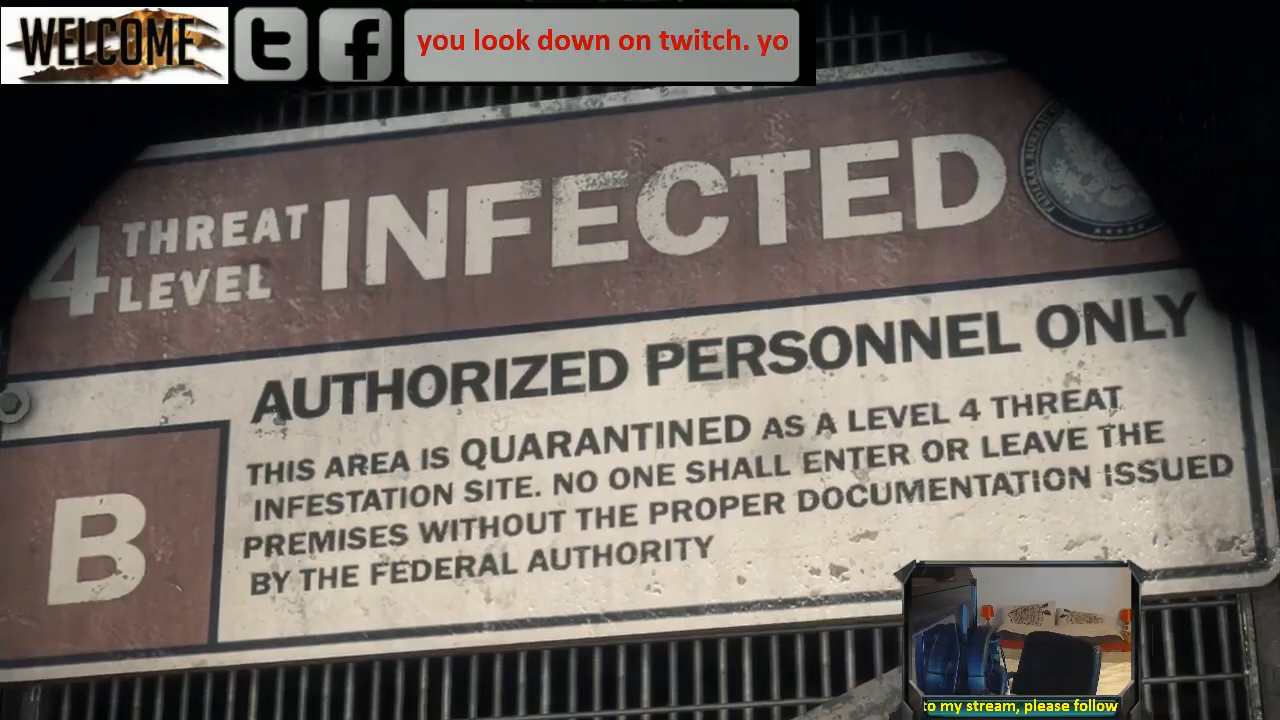 WELCOME
you look down on twitch. yo
4 THREAT LEVEL INFECTED
AUTHORIZED PERSONNEL ONLY
THIS AREA IS QUARANTINED AS A LEVEL 4 THREAT
INFESTATION SITE. NO ONE SHALL ENTER OR LEAVE THE
PREMISES WITHOUT THE PROPER DOCUMENTATION ISSUED
BY THE FEDERAL AUTHORITY
B
to my stream, please follow